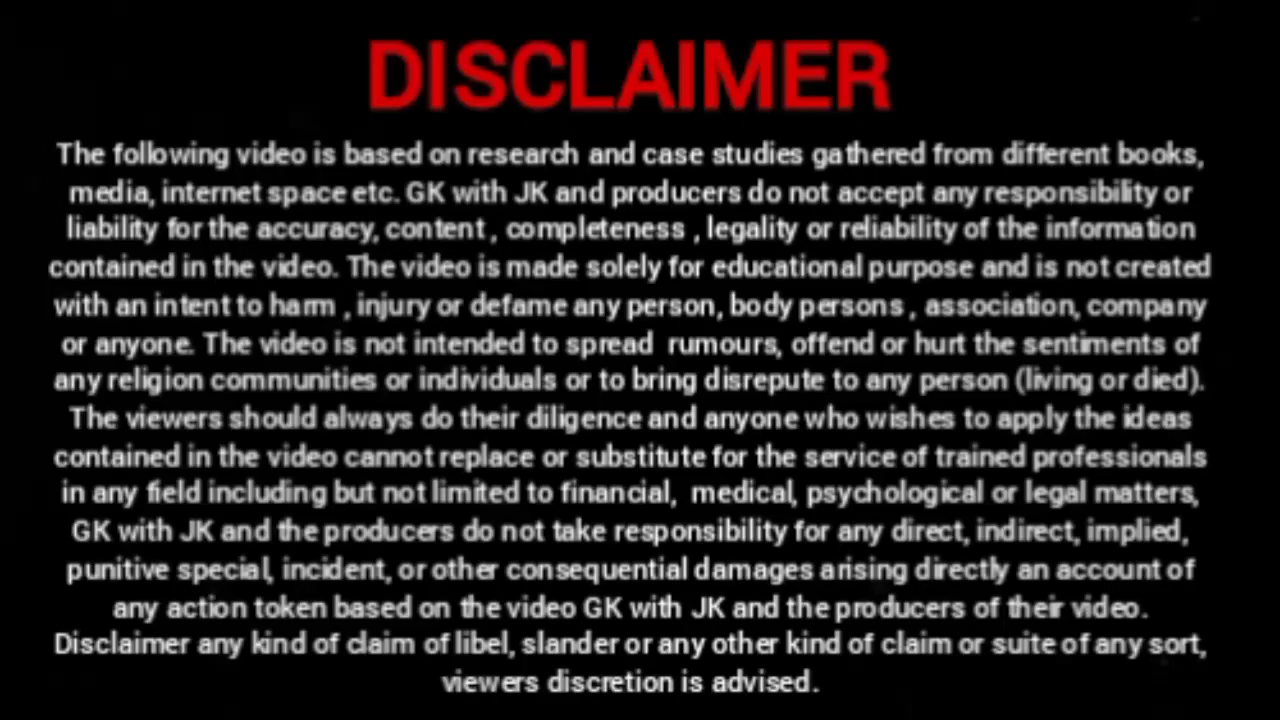 DISCLAIMER
The following video is based on research and case studies gathered from different books,
media, internet space etc. GK with JK and producers do not accept any responsibility or
liability for the accuracy, content , completeness , legality or reliability of the information
contained in the video. The video is made solely for educational purpose and is not created
with an intent to harm , injury or defame any person, body persons , association, company
or anyone. The video is not intended to spread rumours, offend or hurt the sentiments of
any religion communities or individuals or to bring disrepute to any person (living or died).
The viewers should always do their diligence and anyone who wishes to apply the ideas
contained in the video cannot replace or substitute for the service of trained professionals
in any field including but not limited to financial, medical, psychological or legal matters,
GK with JK and the producers do not take responsibility for any direct, indirect, implied,
punitive special, incident, or other consequential damages arising directly an account of
any action token based on the video GK with JK and the producers of their video.
Disclaimer any kind of claim of libel, slander or any other kind of claim or suite of any sort,
viewers discretion is advised.